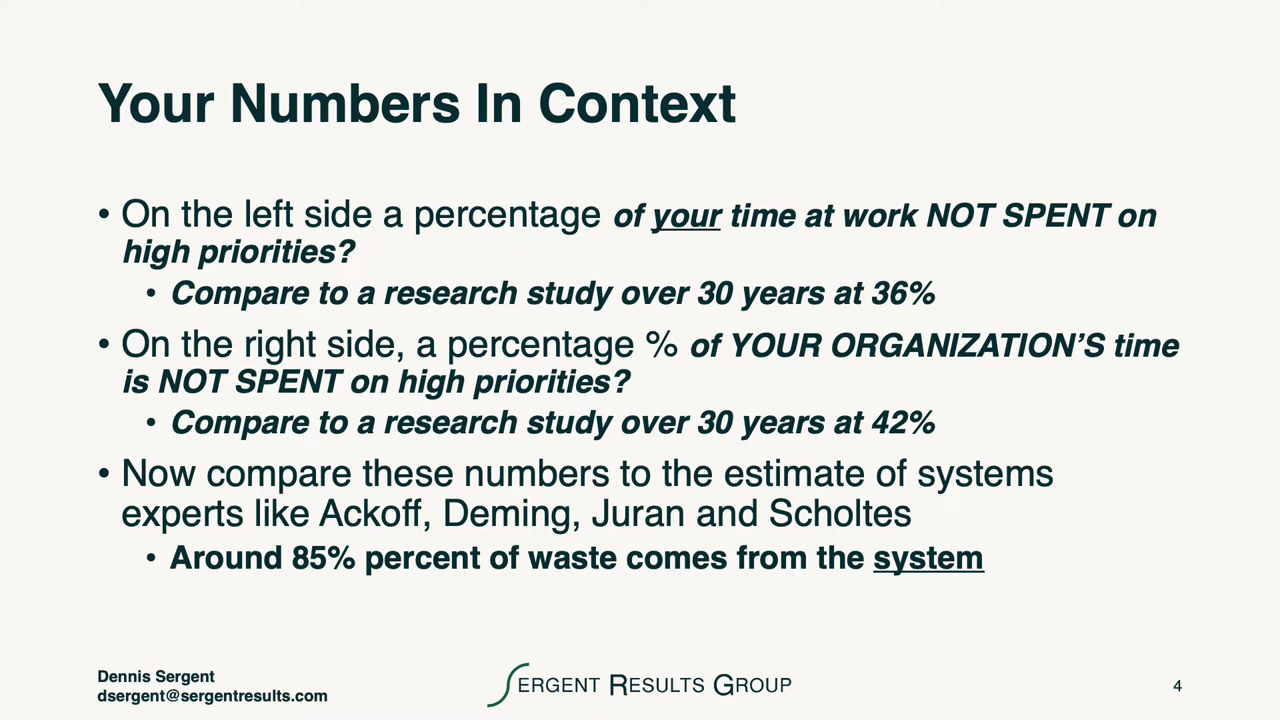 Your Numbers In Context
• On the left side a percentage of your time at work NOT SPENT on
high priorities?
• Compare to a research study over 30 years at 36%
• On the right side, a percentage % of YOUR ORGANIZATION’S time
is NOT SPENT on high priorities?
• Compare to a research study over 30 years at 42%
• Now compare these numbers to the estimate of systems
experts like Ackoff, Deming, Juran and Scholtes
• Around 85% percent of waste comes from the system
Dennis Sergent
dsergent@sergentresults.com
SERGENT RESULTS GROUP
4